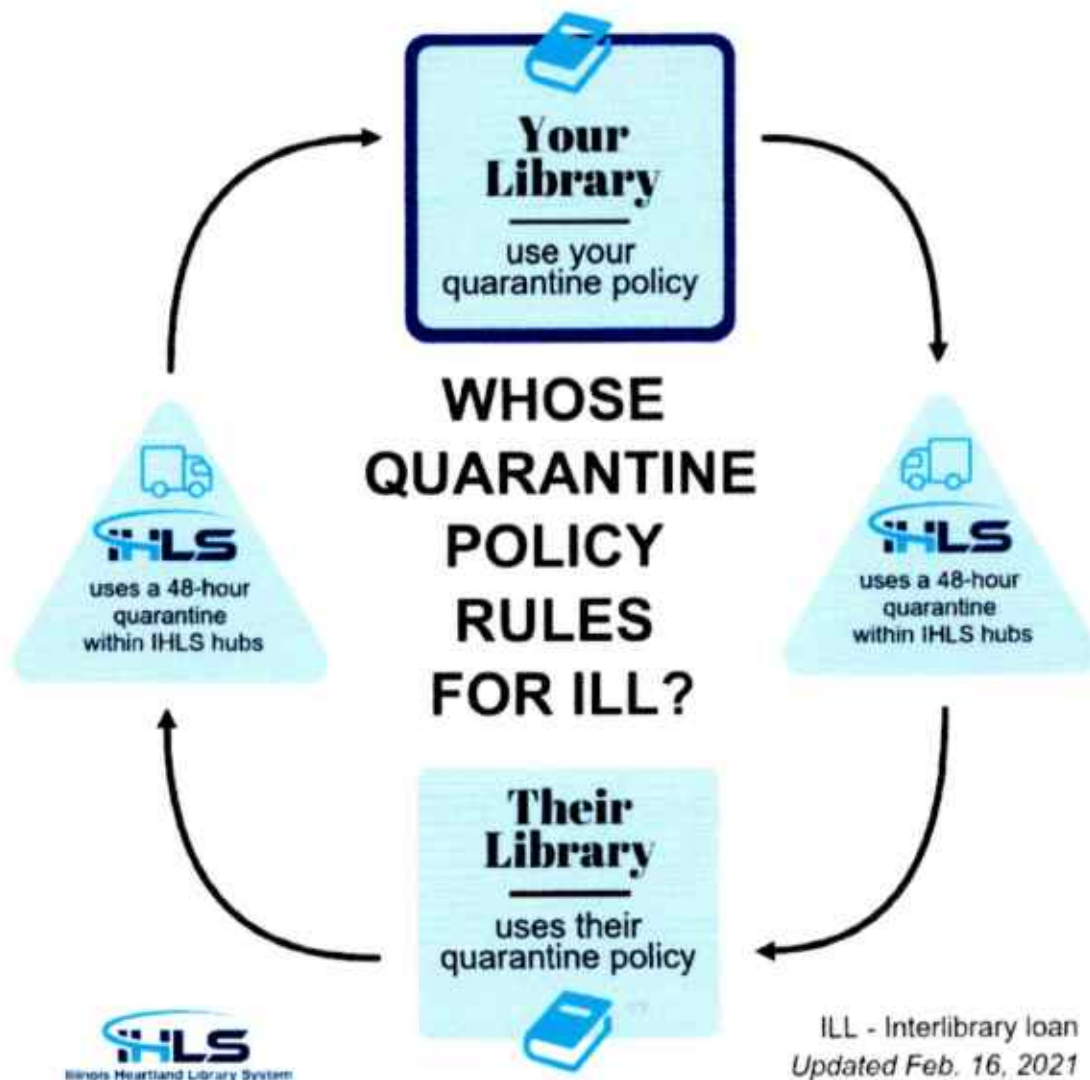 Your
Library
use your
quarantine policy
WHOSE
QUARANTINE
POLICY
RULES
FOR ILL?
iHLS
uses a 48-hour
quarantine
within IHLS hubs
iHLS
uses a 48-hour
quarantine
within IHLS hubs
Their
Library
uses their
quarantine policy
iHLS
Illinois Heartland Library System
ILL - Interlibrary loan
Updated Feb. 16, 2021